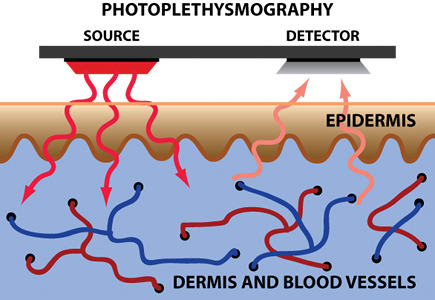 PHOTOPLETHYSMOGRAPHY
SOURCE
DETECTOR
EPIDERMIS
DERMIS AND BLOOD VESSELS